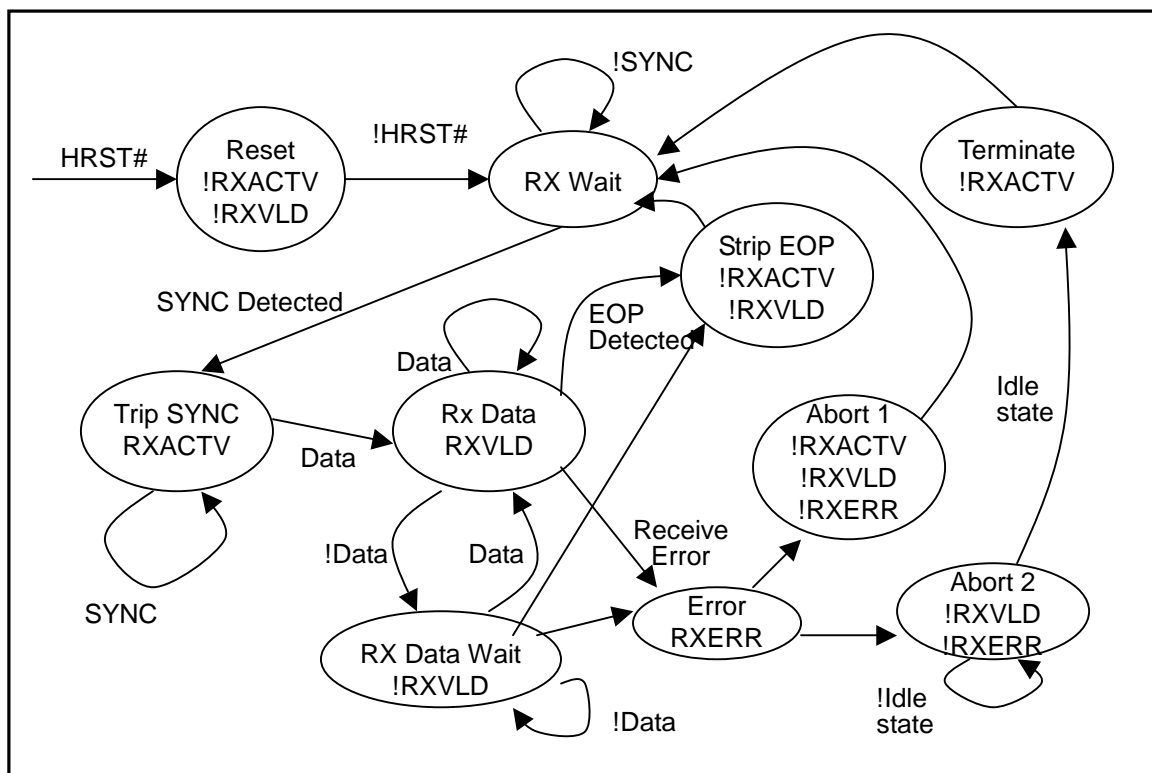 !SYNC
HRST#
Reset
!RXACTV
!RXVLD
!HRST#
RX Wait
Terminate
!RXACTV
Strip EOP
!RXACTV
!RXVLD
SYNC Detected
EOP
Detected
Data
Trip SYNC
RXACTV
Data
Rx Data
RXVLD
Idle
state
Abort 1
!RXACTV
!RXVLD
!RXERR
!Data
Data
Receive
Error
SYNC
RX Data Wait
!RXVLD
Error
RXERR
Abort 2
!RXVLD
!RXERR
!Data
!Idle
state